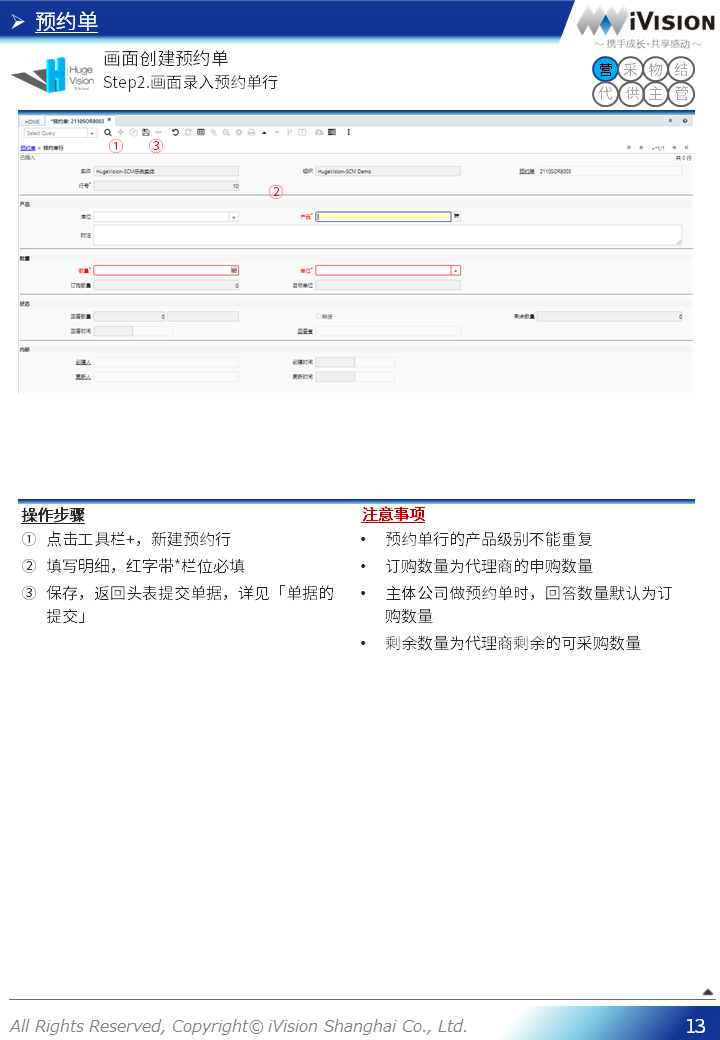 预约单
iVision
～ 携手成长·共享感动 ～
Huge
Vision
画面创建预约单
Step2.画面录入预约单行
营 采 物 结
代 供 主 管
HOME *预约单: 2110SOR8003
Select Query
① ③
预约单 » 预约单行
*1/1
已插入
共 0 行
实体 HugeVision-SCM示例实体 组织 HugeVision-SCM Demo 预约单 2110SOR8003
行号* 10
②
产品
库位 产品*
附注
数量
数量* 单位*
订购数量 0 目录单位
状态
回答数量 0 释货 剩余数量 0
回答时间 回答者
内部
创建人 创建时间
更新人 更新时间
操作步骤
① 点击工具栏+，新建预约行
② 填写明细，红字带*栏位必填
③ 保存，返回头表提交单据，详见「单据的
提交」
注意事项
• 预约单行的产品级别不能重复
• 订购数量为代理商的申购数量
• 主体公司做预约单时，回答数量默认为订
购数量
• 剩余数量为代理商剩余的可采购数量
All Rights Reserved, Copyright© iVision Shanghai Co., Ltd.
13